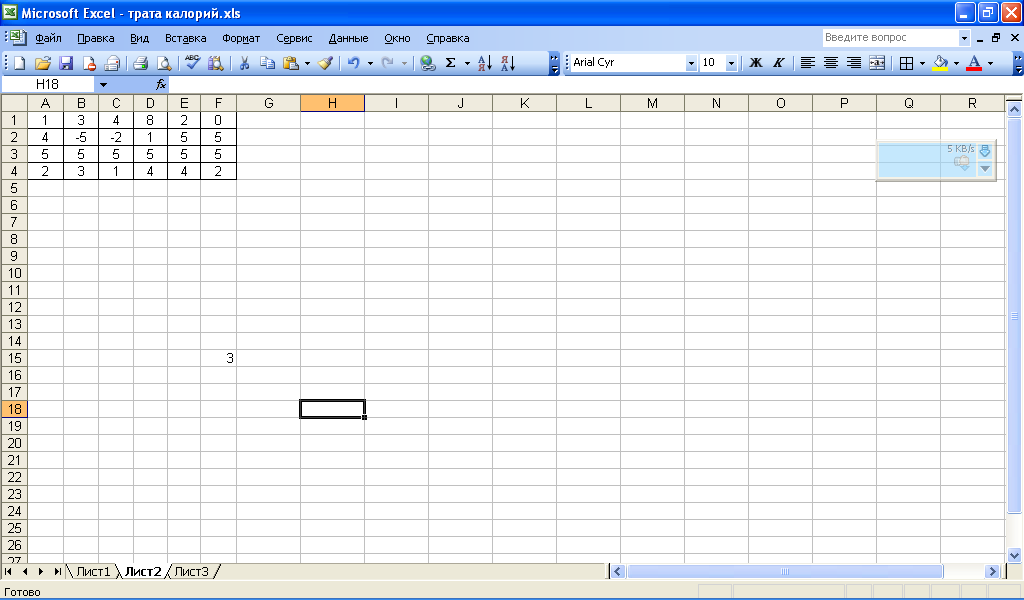 Microsoft Excel - трата калорий.xls
Файл Правка Вид Вставка Формат Сервис Данные Окно Справка Введите вопрос
Arial Cyr 10 Ж К
H18 fx
A B C D E F G H I J K L M N O P Q R
1 1 3 4 8 2 0
2 4 -5 -2 1 5 5
3 5 5 5 5 5 5
4 2 3 1 4 4 2
5 KB/s
5
6
7
8
9
10
11
12
13
14
15 3
16
17
18
19
20
21
22
23
24
25
26
27
Лист1 Лист2 Лист3
Готово